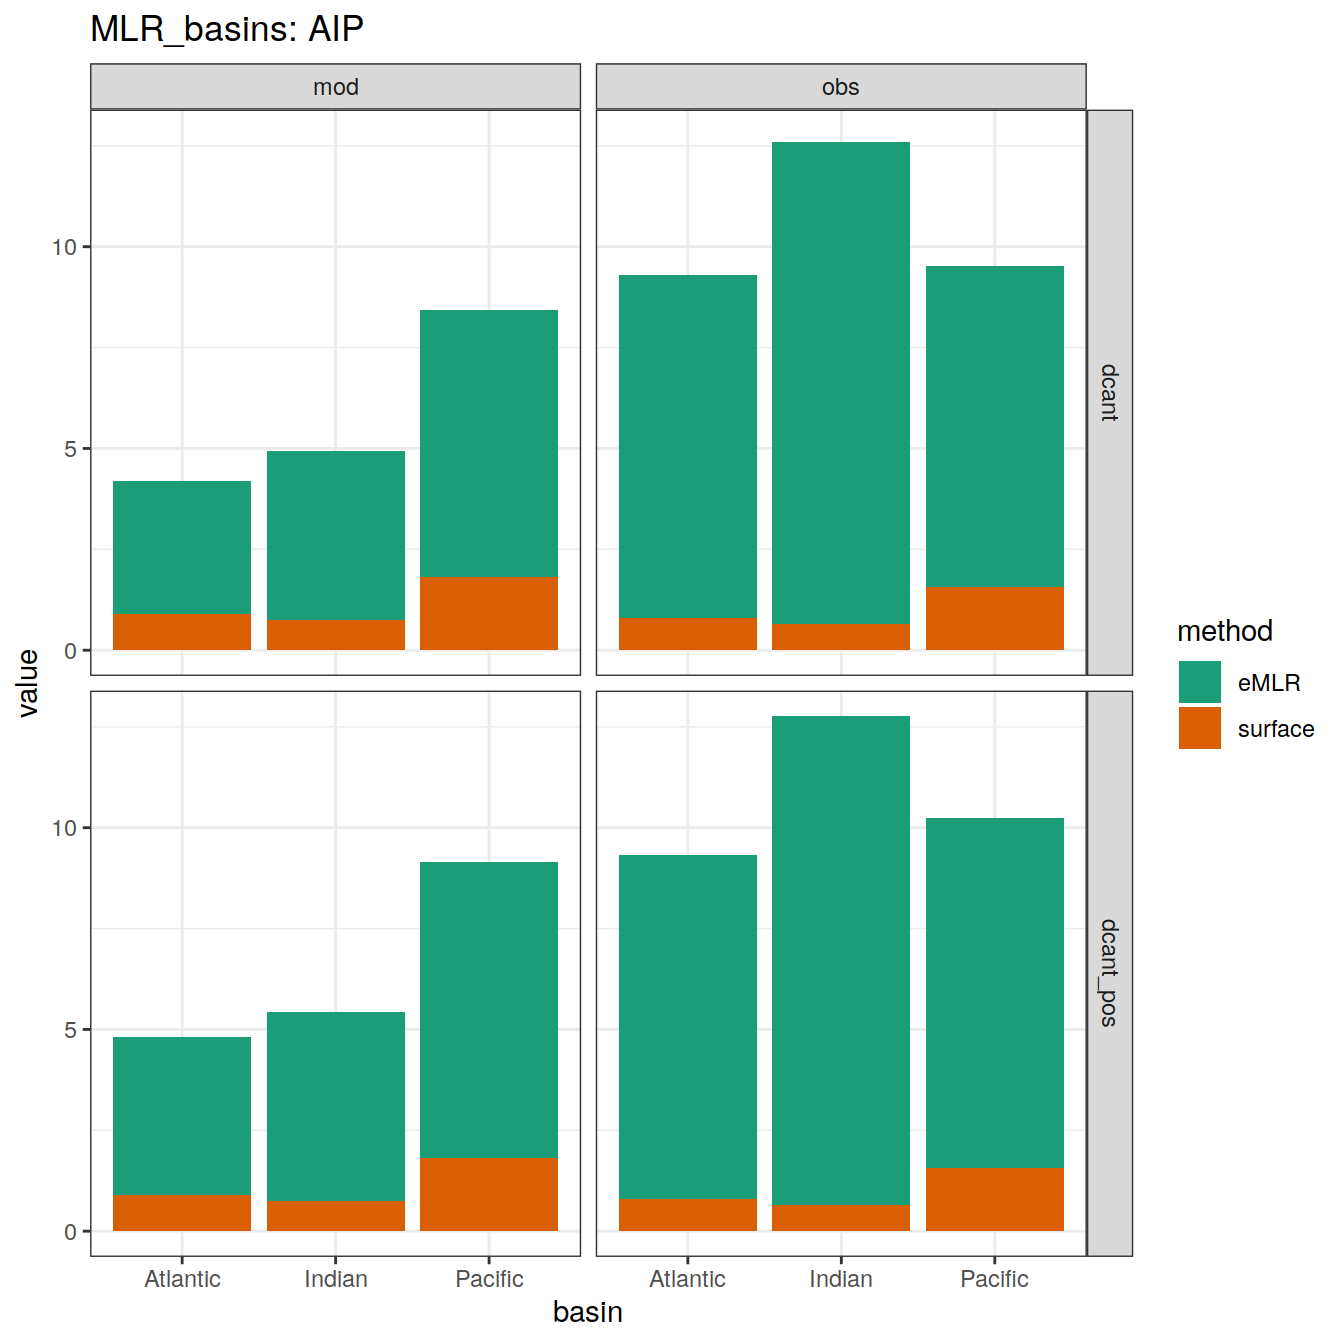 MLR_basins: AIP
mod
obs
10
5
0
dcant
10
5
0
dcant_pos
value
Atlantic
Indian
Pacific
Atlantic
Indian
Pacific
basin
method
eMLR
surface